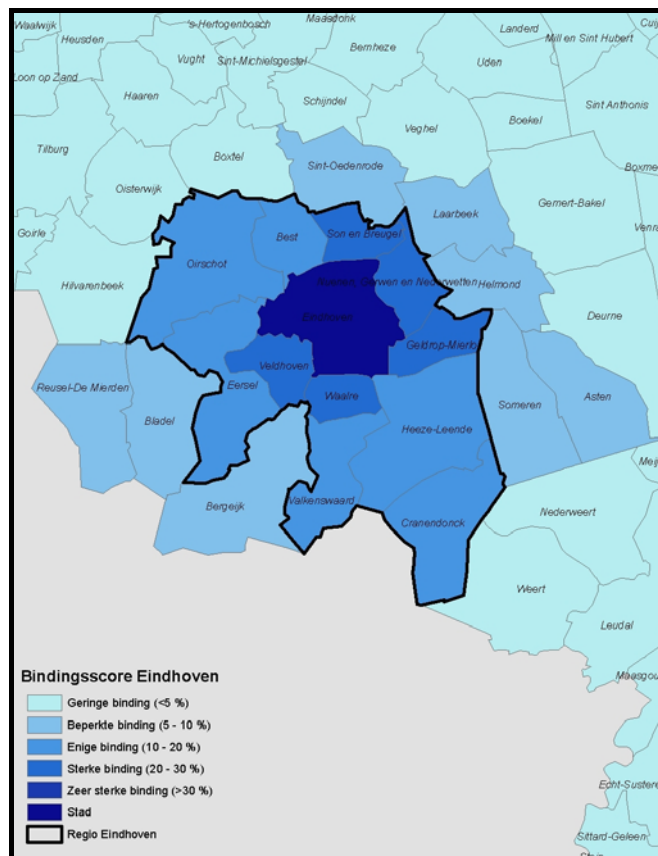 Waalwijk
Heusden
's-Hertogenbosch
Maasdonk
Bernheze
Landerd
Mill en Sint Hubert
Loon op Zand
Vught
Sint-Michielsgestel
Uden
Haaren
Schijndel
Veghel
Boekel
Sint Anthonis
Tilburg
Boxtel
Sint-Oedenrode
Oisterwijk
Gemert-Bakel
Laarbeek
Goirle
Best
Son en Breugel
Oirschot
Nuenen, Gerwen en Nederwetten
Helmond
Hilvarenbeek
Eindhoven
Deurne
Geldrop-Mierlo
Veldhoven
Reusel-De Mierden
Eersel
Waalre
Asten
Someren
Bladel
Heeze-Leende
Bergeijk
Valkenswaard
Nederweert
Cranendonck
Weert
Leudal
Bindingsscore Eindhoven
Geringe binding (<5 %)
Beperkte binding (5 - 10 %)
Enige binding (10 - 20 %)
Sterke binding (20 - 30 %)
Zeer sterke binding (>30 %)
Stad
Regio Eindhoven
Maasgou
Echt-Sustere
Sittard-Geleen